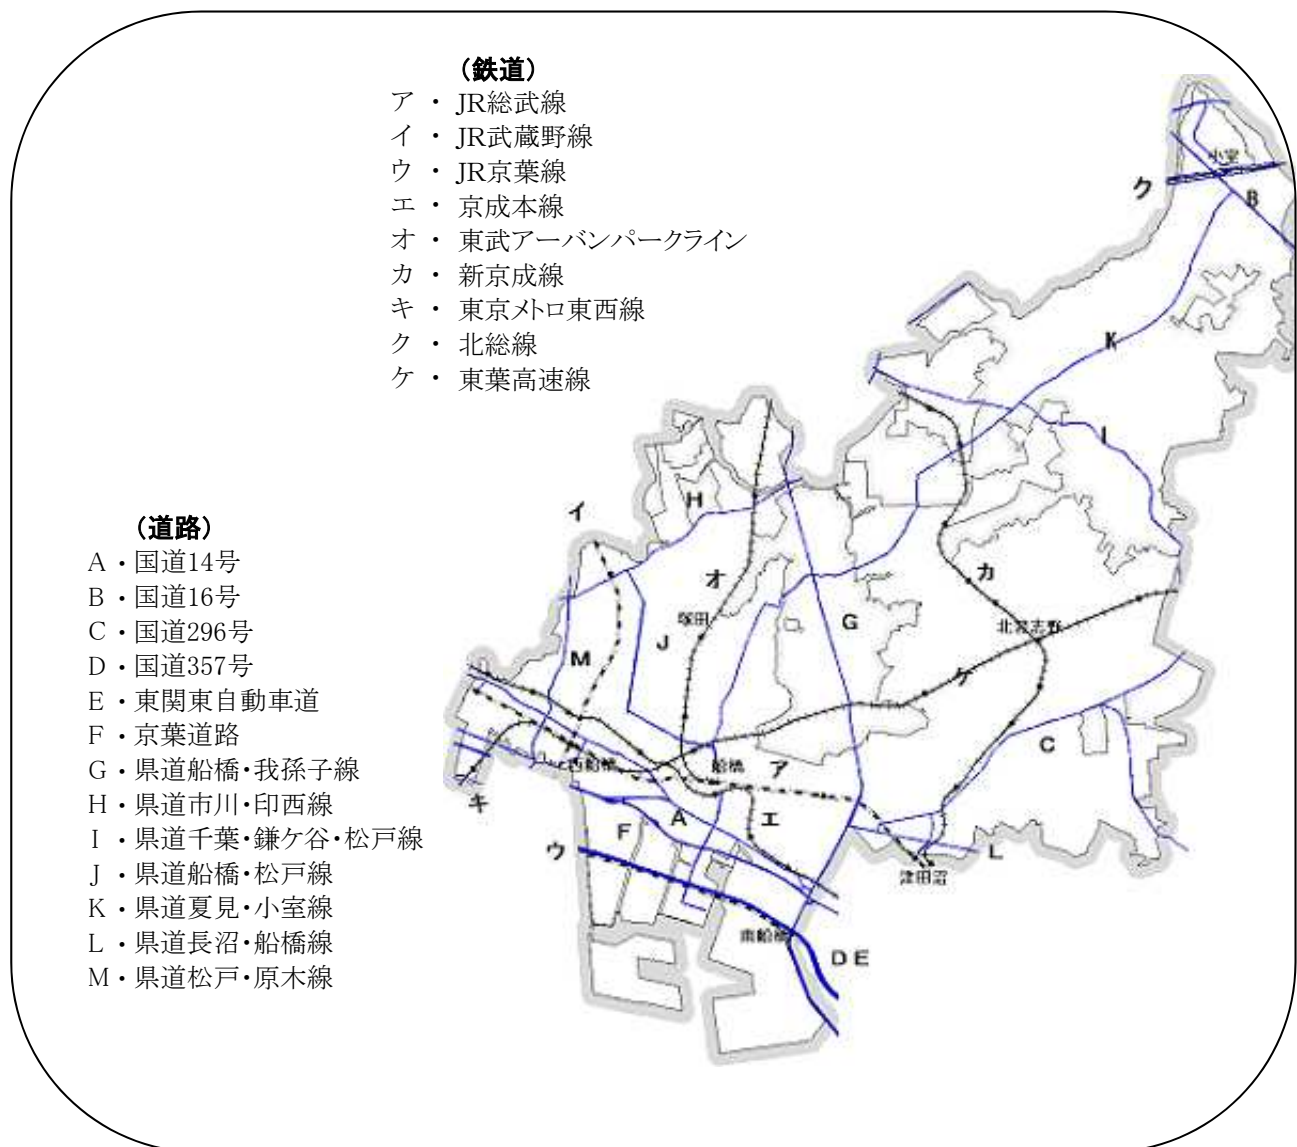 (鉄道)
ア ・ JR総武線
イ ・ JR武蔵野線
ウ ・ JR京葉線
エ ・ 京成本線
オ ・ 東武アーバンパークライン
カ ・ 新京成線
キ ・ 東京メトロ東西線
ク ・ 北総線
ケ ・ 東葉高速線
(道路)
A ・国道14号
B ・国道16号
C ・国道296号
D ・国道357号
E ・東関東自動車道
F ・京葉道路
G ・県道船橋・我孫子線
H ・県道市川・印西線
I ・県道千葉・鎌ケ谷・松戸線
J ・県道船橋・松戸線
K ・県道夏見・小室線
L ・県道長沼・船橋線
M ・県道松戸・原木線
小室
ク
B
K
I
H
イ
オ
カ
塚田
G
北習志野
J
M
ケ
C
西船橋
船橋
ア
キ
A
エ
F
ウ
L
津田沼
南船橋
D E